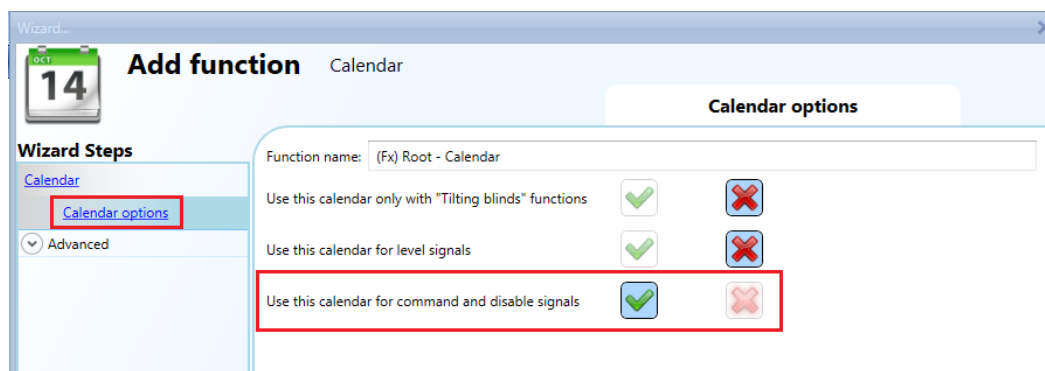 Wizard...
OCT
14
Add function Calendar
Calendar options
Wizard Steps
Calendar
Calendar options
Advanced
Function name: (Fx) Root - Calendar
Use this calendar only with "Tilting blinds" functions
Use this calendar for level signals
Use this calendar for command and disable signals